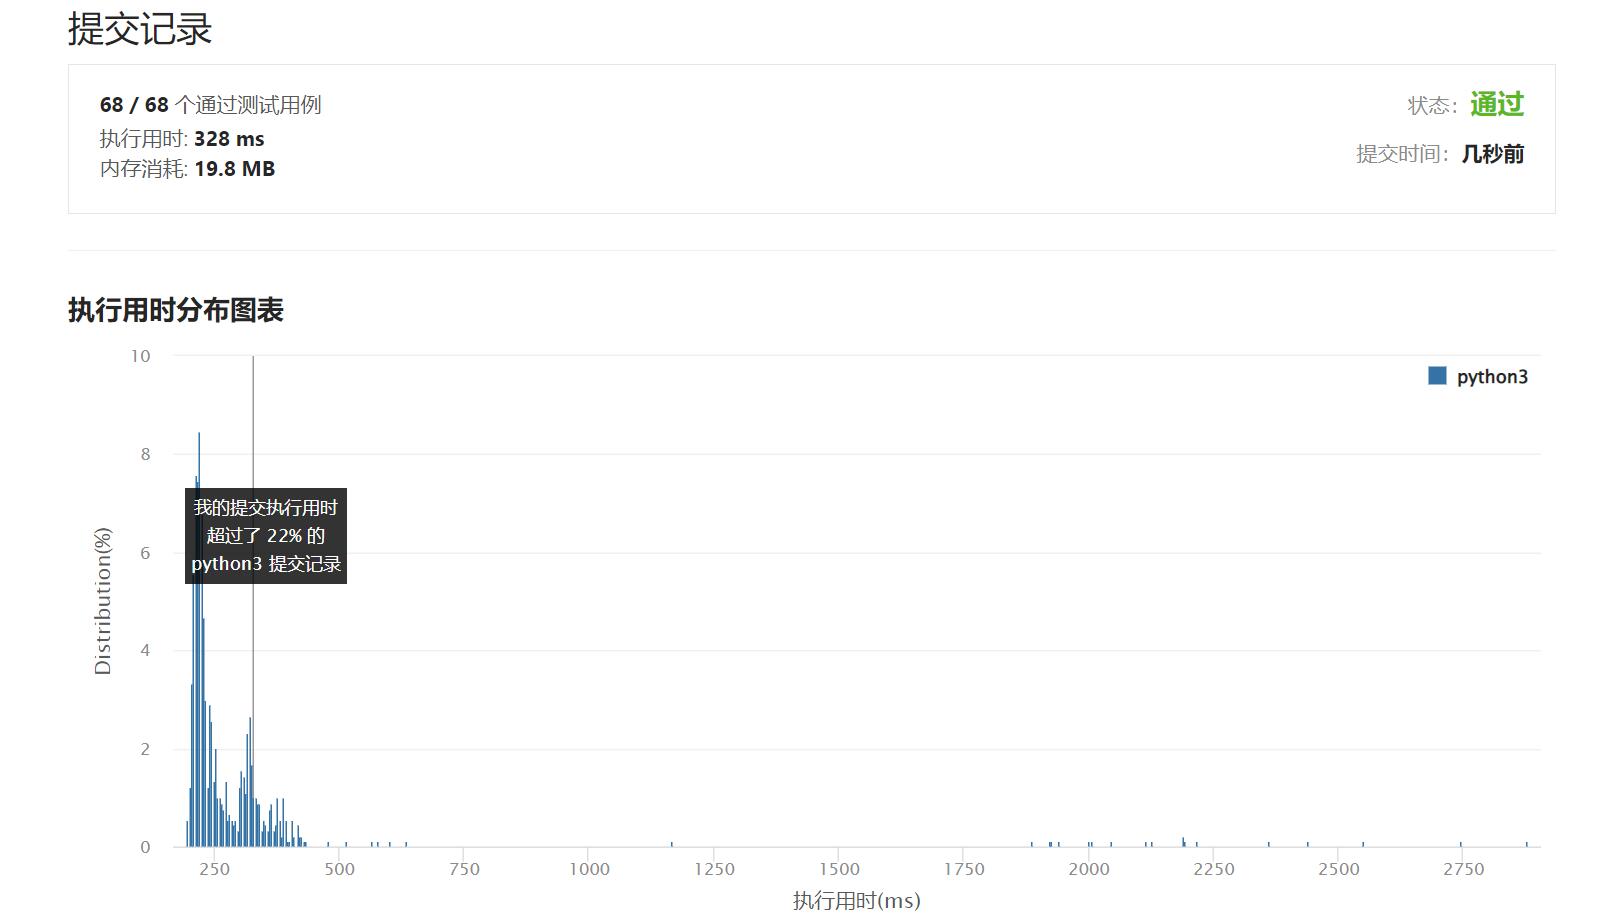 提交记录
68 / 68 个通过测试用例
状态：通过
执行用时: 328 ms
提交时间：几秒前
内存消耗: 19.8 MB
执行用时分布图表
10
python3
8
我的提交执行用时
超过了 22% 的
python3 提交记录
6
Distribution(%)
4
2
0
250 500 750 1000 1250 1500 1750 2000 2250 2500 2750
执行用时(ms)